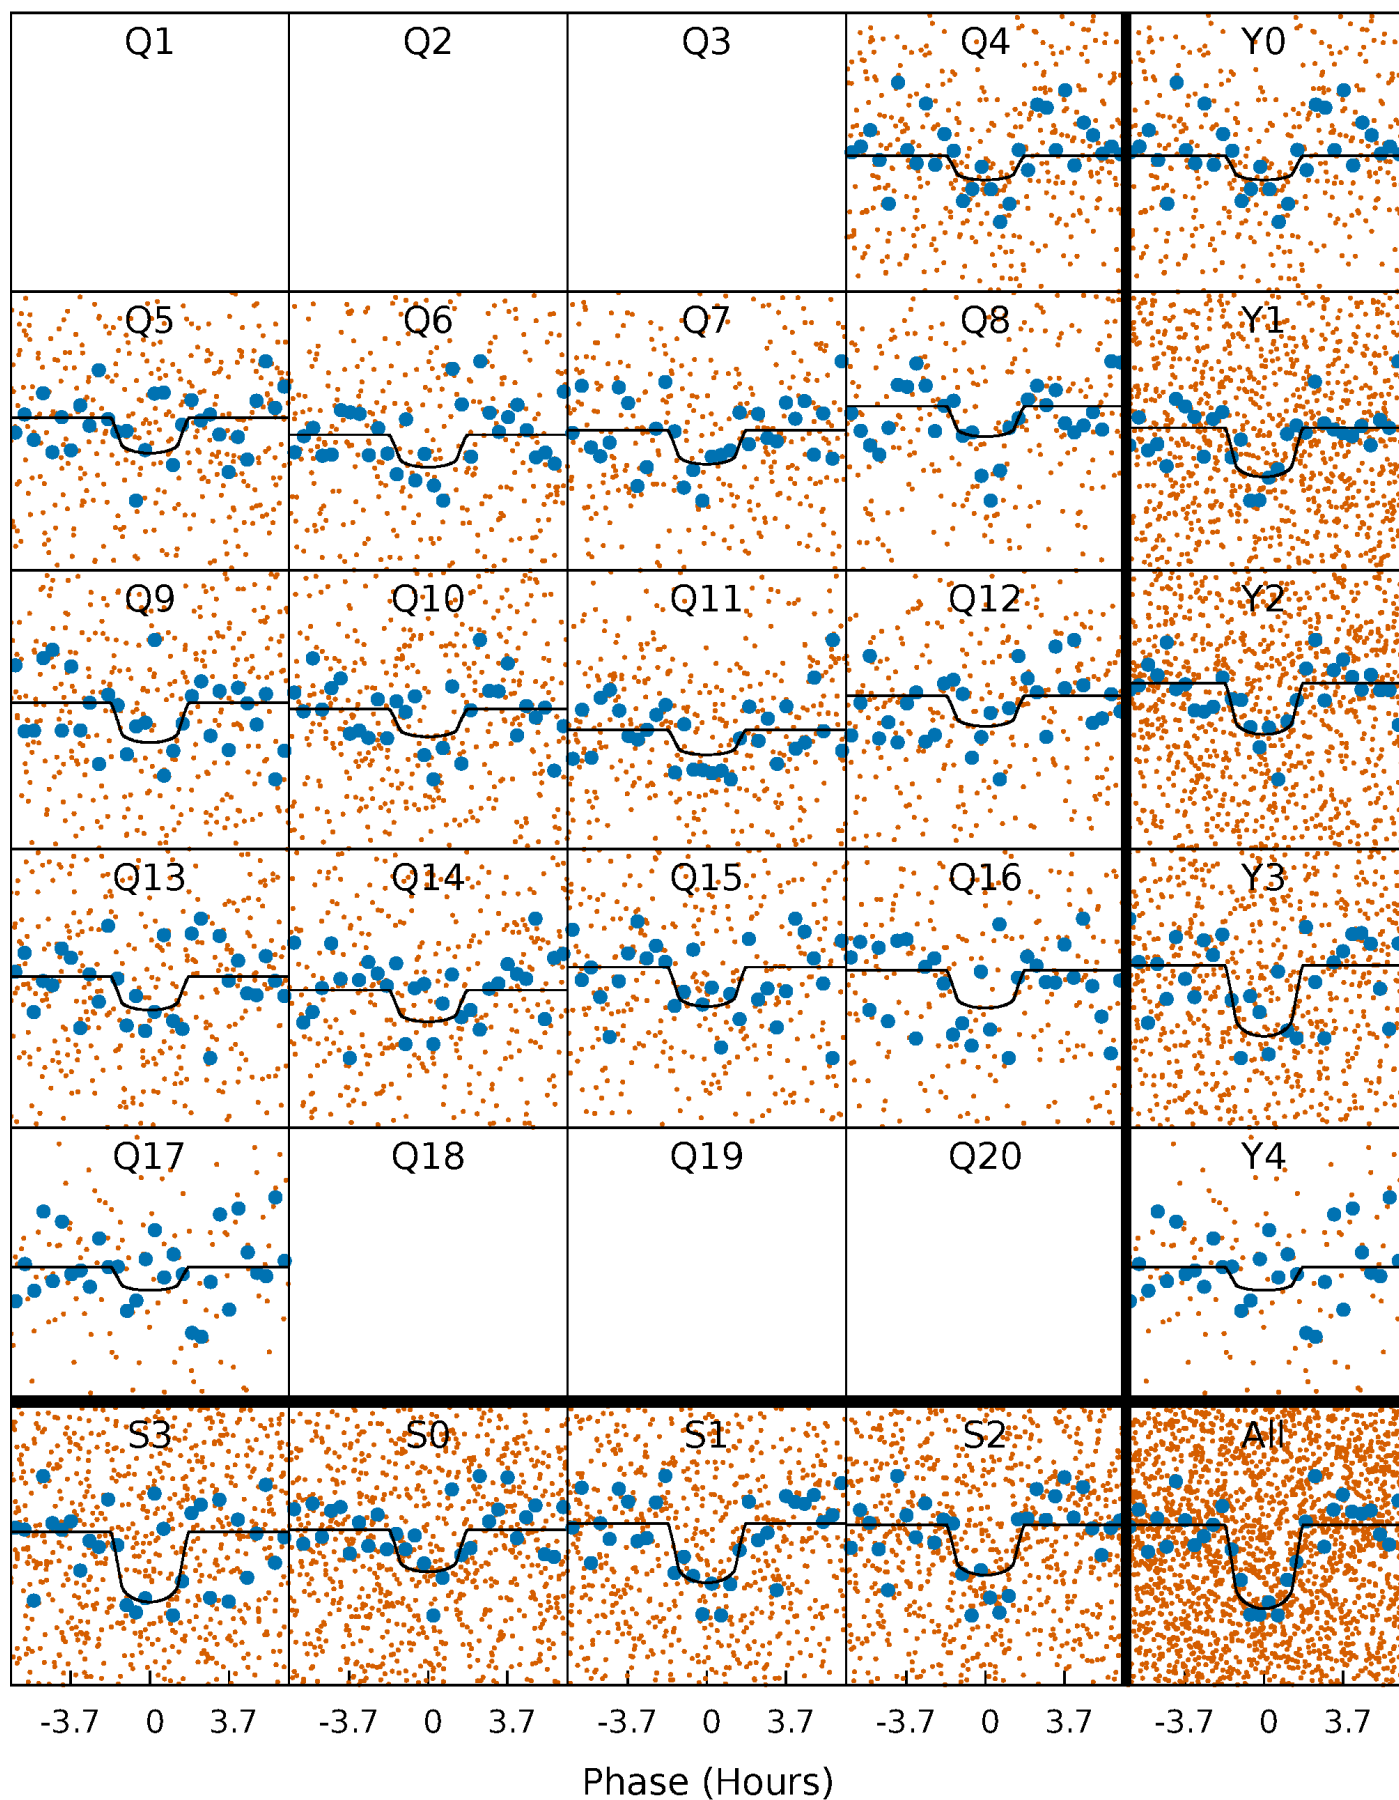 Q1 Q2 Q3 Q4 Y0
Q5 Q6 Q7 Q8 Y1
Q9 Q10 Q11 Q12 Y2
Q13 Q14 Q15 Q16 Y3
Q17 Q18 Q19 Q20 Y4
S3 S0 S1 S2 All
-3.7 0 3.7 -3.7 0 3.7 -3.7 0 3.7 -3.7 0 3.7 -3.7 0 3.7
Phase (Hours)